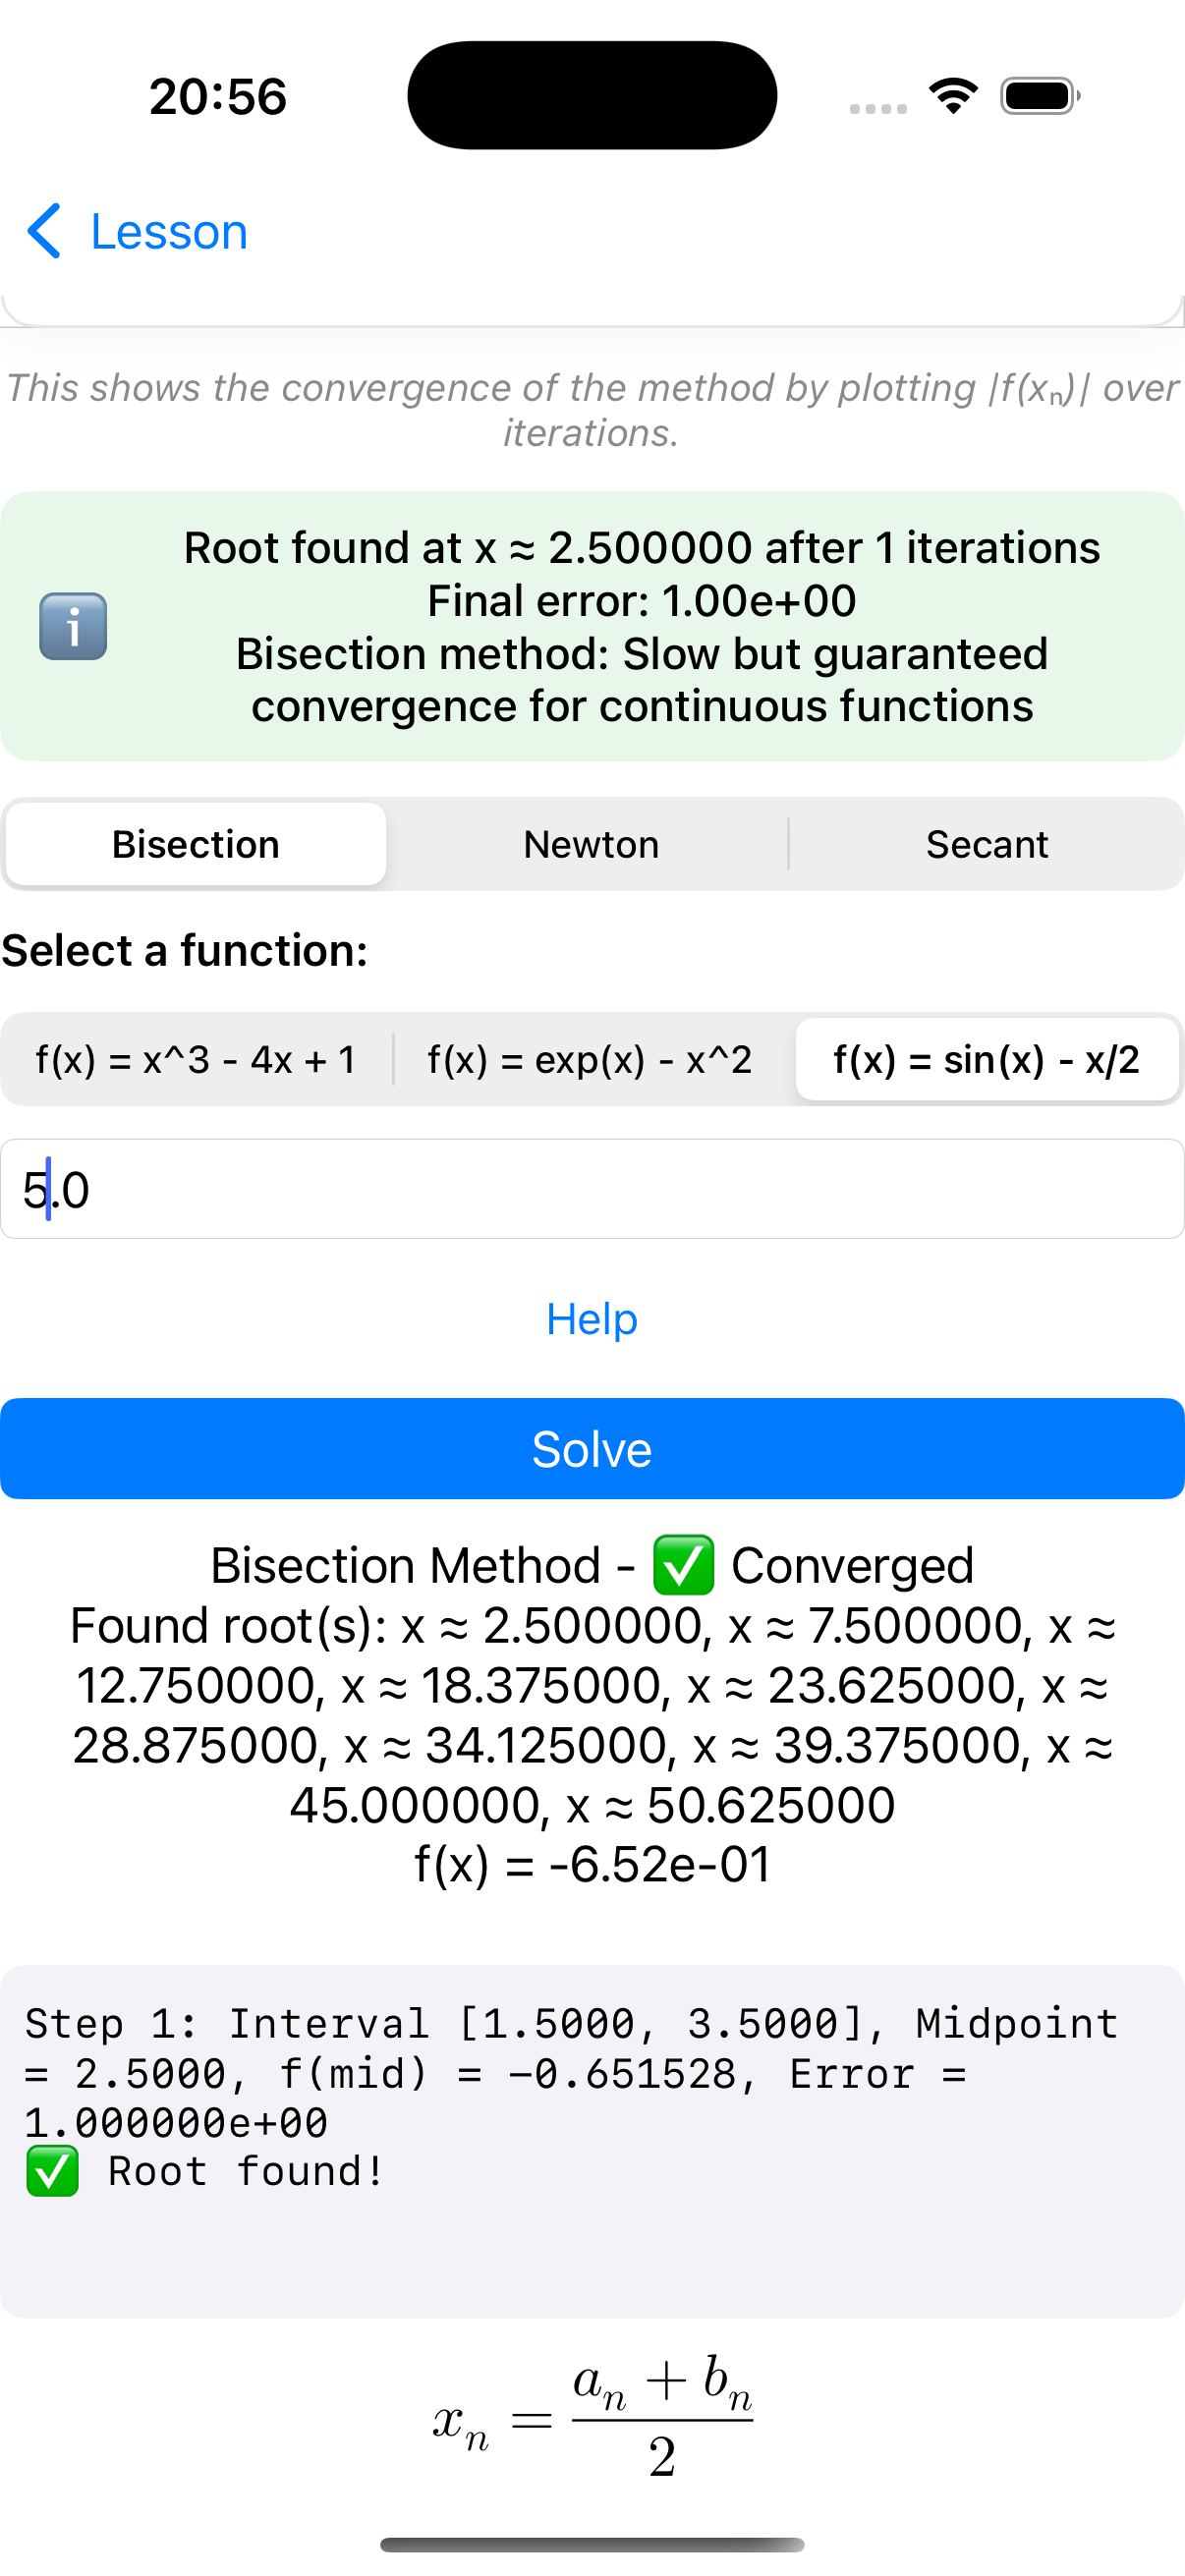 20:56
Lesson
This shows the convergence of the method by plotting |f(xₙ)| over
iterations.
Root found at x ≈ 2.500000 after 1 iterations
Final error: 1.00e+00
Bisection method: Slow but guaranteed
convergence for continuous functions
Bisection Newton Secant
Select a function:
f(x) = x^3 - 4x + 1 f(x) = exp(x) - x^2 f(x) = sin(x) - x/2
5.0
Help
Solve
Bisection Method - ✅ Converged
Found root(s): x ≈ 2.500000, x ≈ 7.500000, x ≈
12.750000, x ≈ 18.375000, x ≈ 23.625000, x ≈
28.875000, x ≈ 34.125000, x ≈ 39.375000, x ≈
45.000000, x ≈ 50.625000
f(x) = -6.52e-01
Step 1: Interval [1.5000, 3.5000], Midpoint
= 2.5000, f(mid) = −0.651528, Error =
1.000000e+00
✅ Root found!
xₙ = (aₙ + bₙ)/2